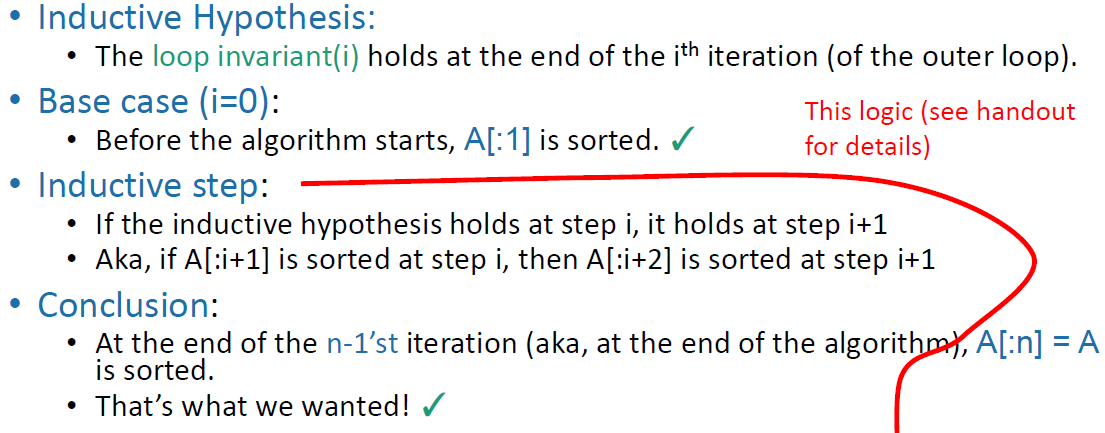 • Inductive Hypothesis:
• The loop invariant(i) holds at the end of the iᵗʰ iteration (of the outer loop).
• Base case (i=0):
• Before the algorithm starts, A[:1] is sorted. ✓
This logic (see handout
for details)
• Inductive step:
• If the inductive hypothesis holds at step i, it holds at step i+1
• Aka, if A[:i+1] is sorted at step i, then A[:i+2] is sorted at step i+1
• Conclusion:
• At the end of the n-1’st iteration (aka, at the end of the algorithm), A[:n] = A
is sorted.
• That’s what we wanted! ✓